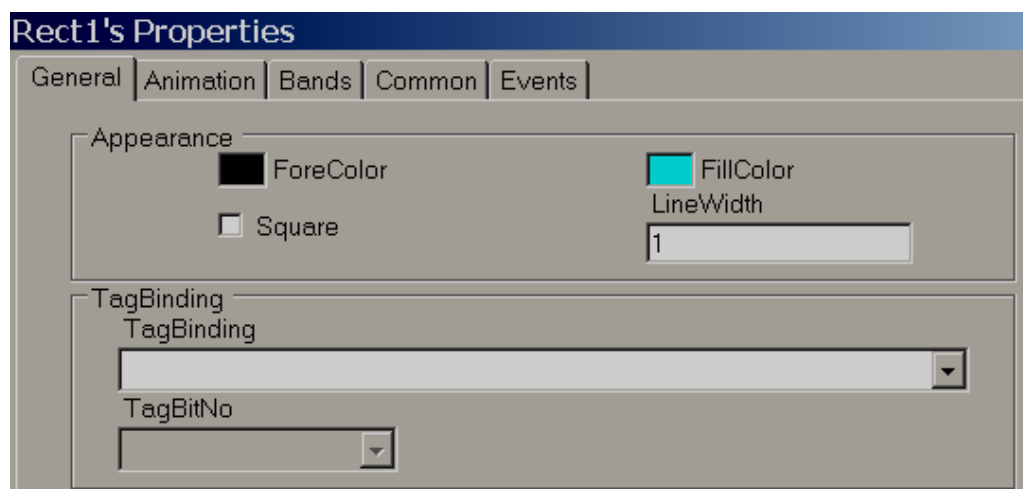 Rect1's Properties
General Animation Bands Common Events
Appearance
ForeColor FillColor
Square LineWidth
1
TagBinding
TagBinding
TagBitNo